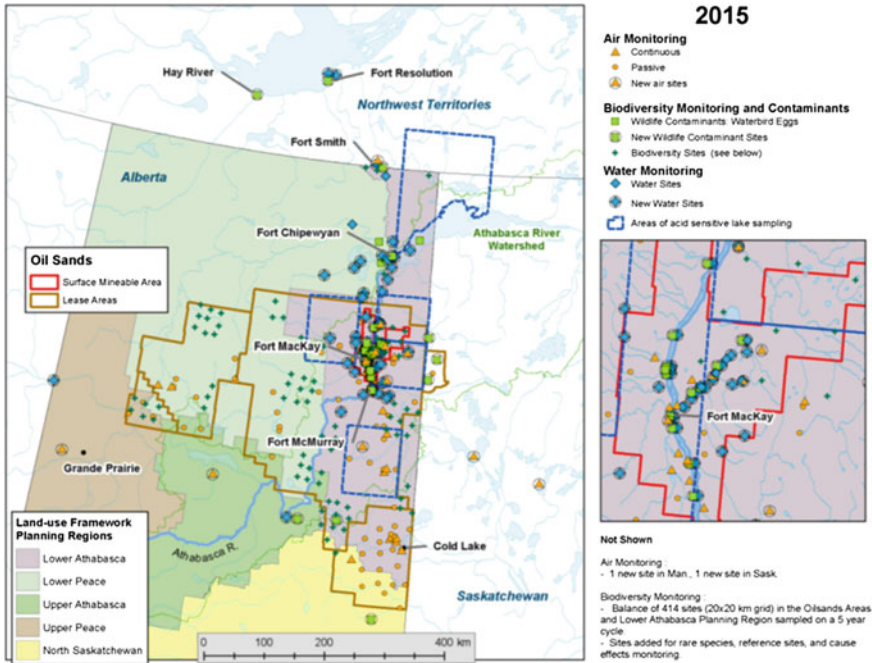 2015
Air Monitoring
Continuous
Passive
New air sites
Biodiversity Monitoring and Contaminants
Wildlife Contaminants: Waterbird Eggs
New Wildlife Contaminant Sites
Biodiversity Sites (see below)
Water Monitoring
Water Sites
New Water Sites
Areas of acid sensitive lake sampling
Hay River
Fort Resolution
Northwest Territories
Fort Smith
Alberta
Fort Chipewyan
Athabasca River
Watershed
Oil Sands
Surface Mineable Area
Lease Areas
Fort MacKay
Fort McMurray
Grande Prairie
Athabasca R.
Cold Lake
Saskatchewan
Land-use Framework
Planning Regions
Lower Athabasca
Lower Peace
Upper Athabasca
Upper Peace
North Saskatchewan
0 200 400 km
Fort MacKay
Not Shown
Air Monitoring :
- 1 new site in Man., 1 new site in Sask.
Biodiversity Monitoring :
- Balance of 414 sites (20x20 km grid) in the Oilsands Areas
and Lower Athabasca Planning Region sampled on a 5 year
cycle.
- Sites added for rare species, reference sites, and cause
effects monitoring.